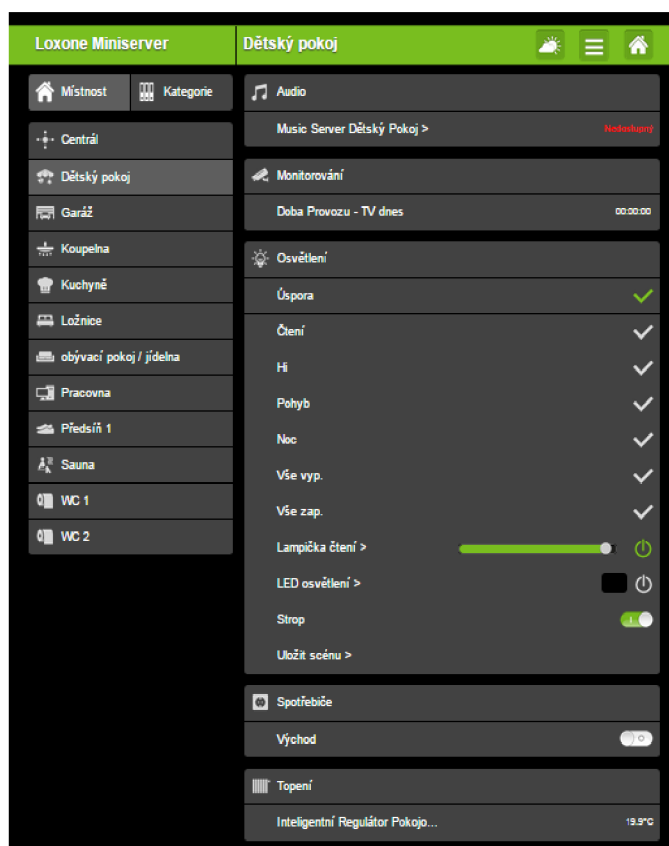 Loxone Miniserver
Dětský pokoj
Místnost
Kategorie
Centrál
Dětský pokoj
Garáž
Koupelna
Kuchyně
Ložnice
obývací pokoj / jídelna
Pracovna
Předsíň 1
Sauna
WC 1
WC 2
Audio
Music Server Dětský Pokoj >
Nedostupný
Monitorování
Doba Provozu - TV dnes
00:00:00
Osvětlení
Úspora
Čtení
Hi
Pohyb
Noc
Vše vyp.
Vše zap.
Lampička čtení >
LED osvětlení >
Strop
Uložit scénu >
Spotřebiče
Východ
Topení
Inteligentní Regulátor Pokojo...
19.9°C